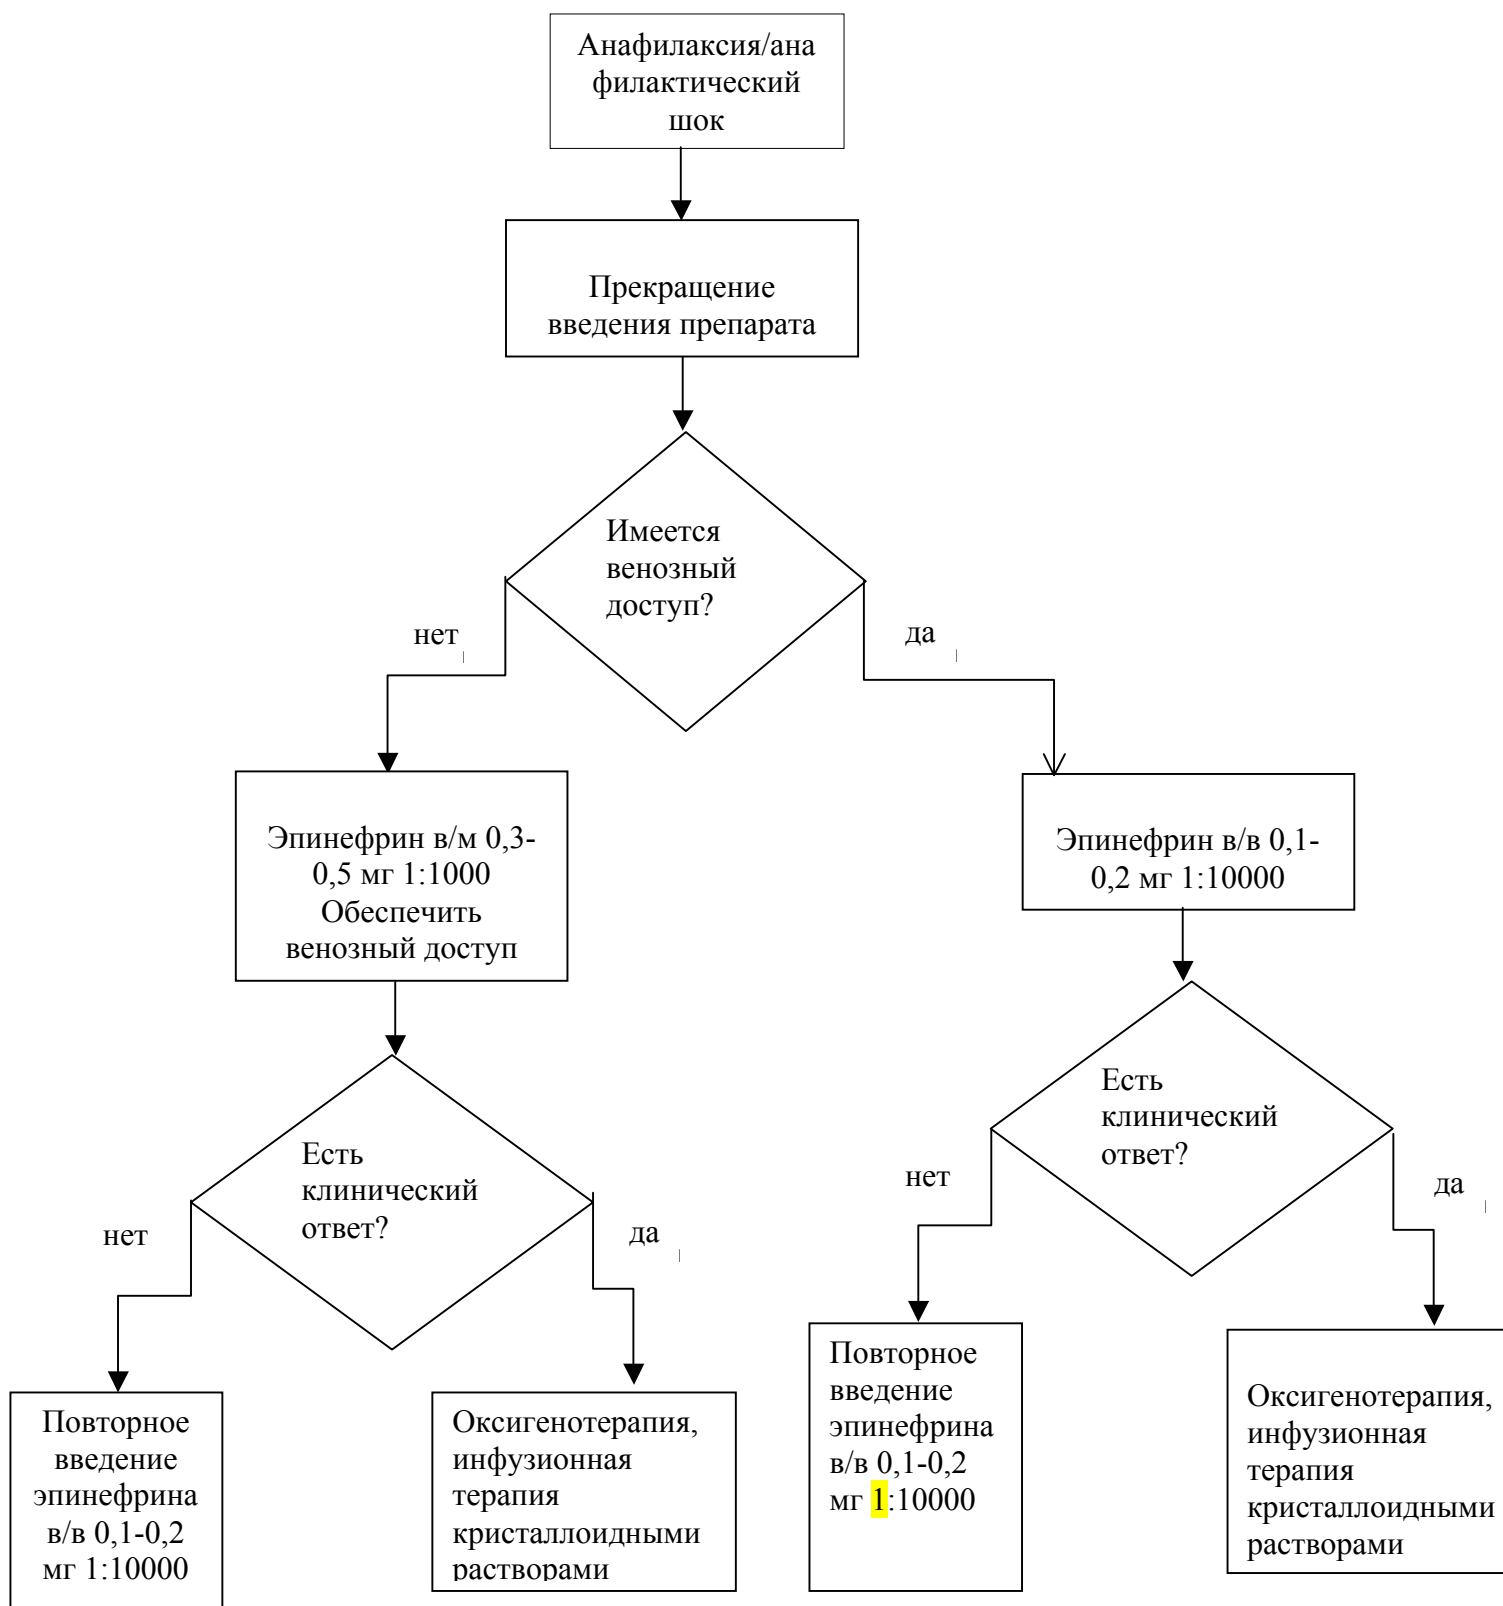 Анафилаксия/ана
филактический
шок
Прекращение
введения препарата
Имеется
венозный
доступ?
нет
да
Эпинефрин в/м 0,3-
0,5 мг 1:1000
Обеспечить
венозный доступ
Эпинефрин в/в 0,1-
0,2 мг 1:10000
Есть
клинический
ответ?
нет
да
Есть
клинический
ответ?
нет
да
Повторное
введение
эпинефрина
в/в 0,1-0,2
мг 1:10000
Оксигенотерапия,
инфузионная
терапия
кристаллоидными
растворами
Повторное
введение
эпинефрина
в/в 0,1-0,2
мг 1:10000
Оксигенотерапия,
инфузионная
терапия
кристаллоидными
растворами